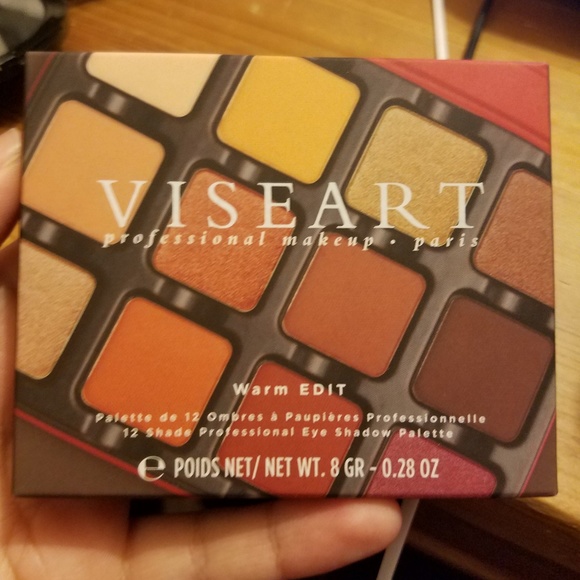 VISEART
professional makeup · paris
Warm EDIT
Palette de 12 Ombres à Paupières Professionnelle
12 Shade Professional Eye Shadow Palette
℮ POIDS NET/ NET WT. 8 GR - 0.28 OZ